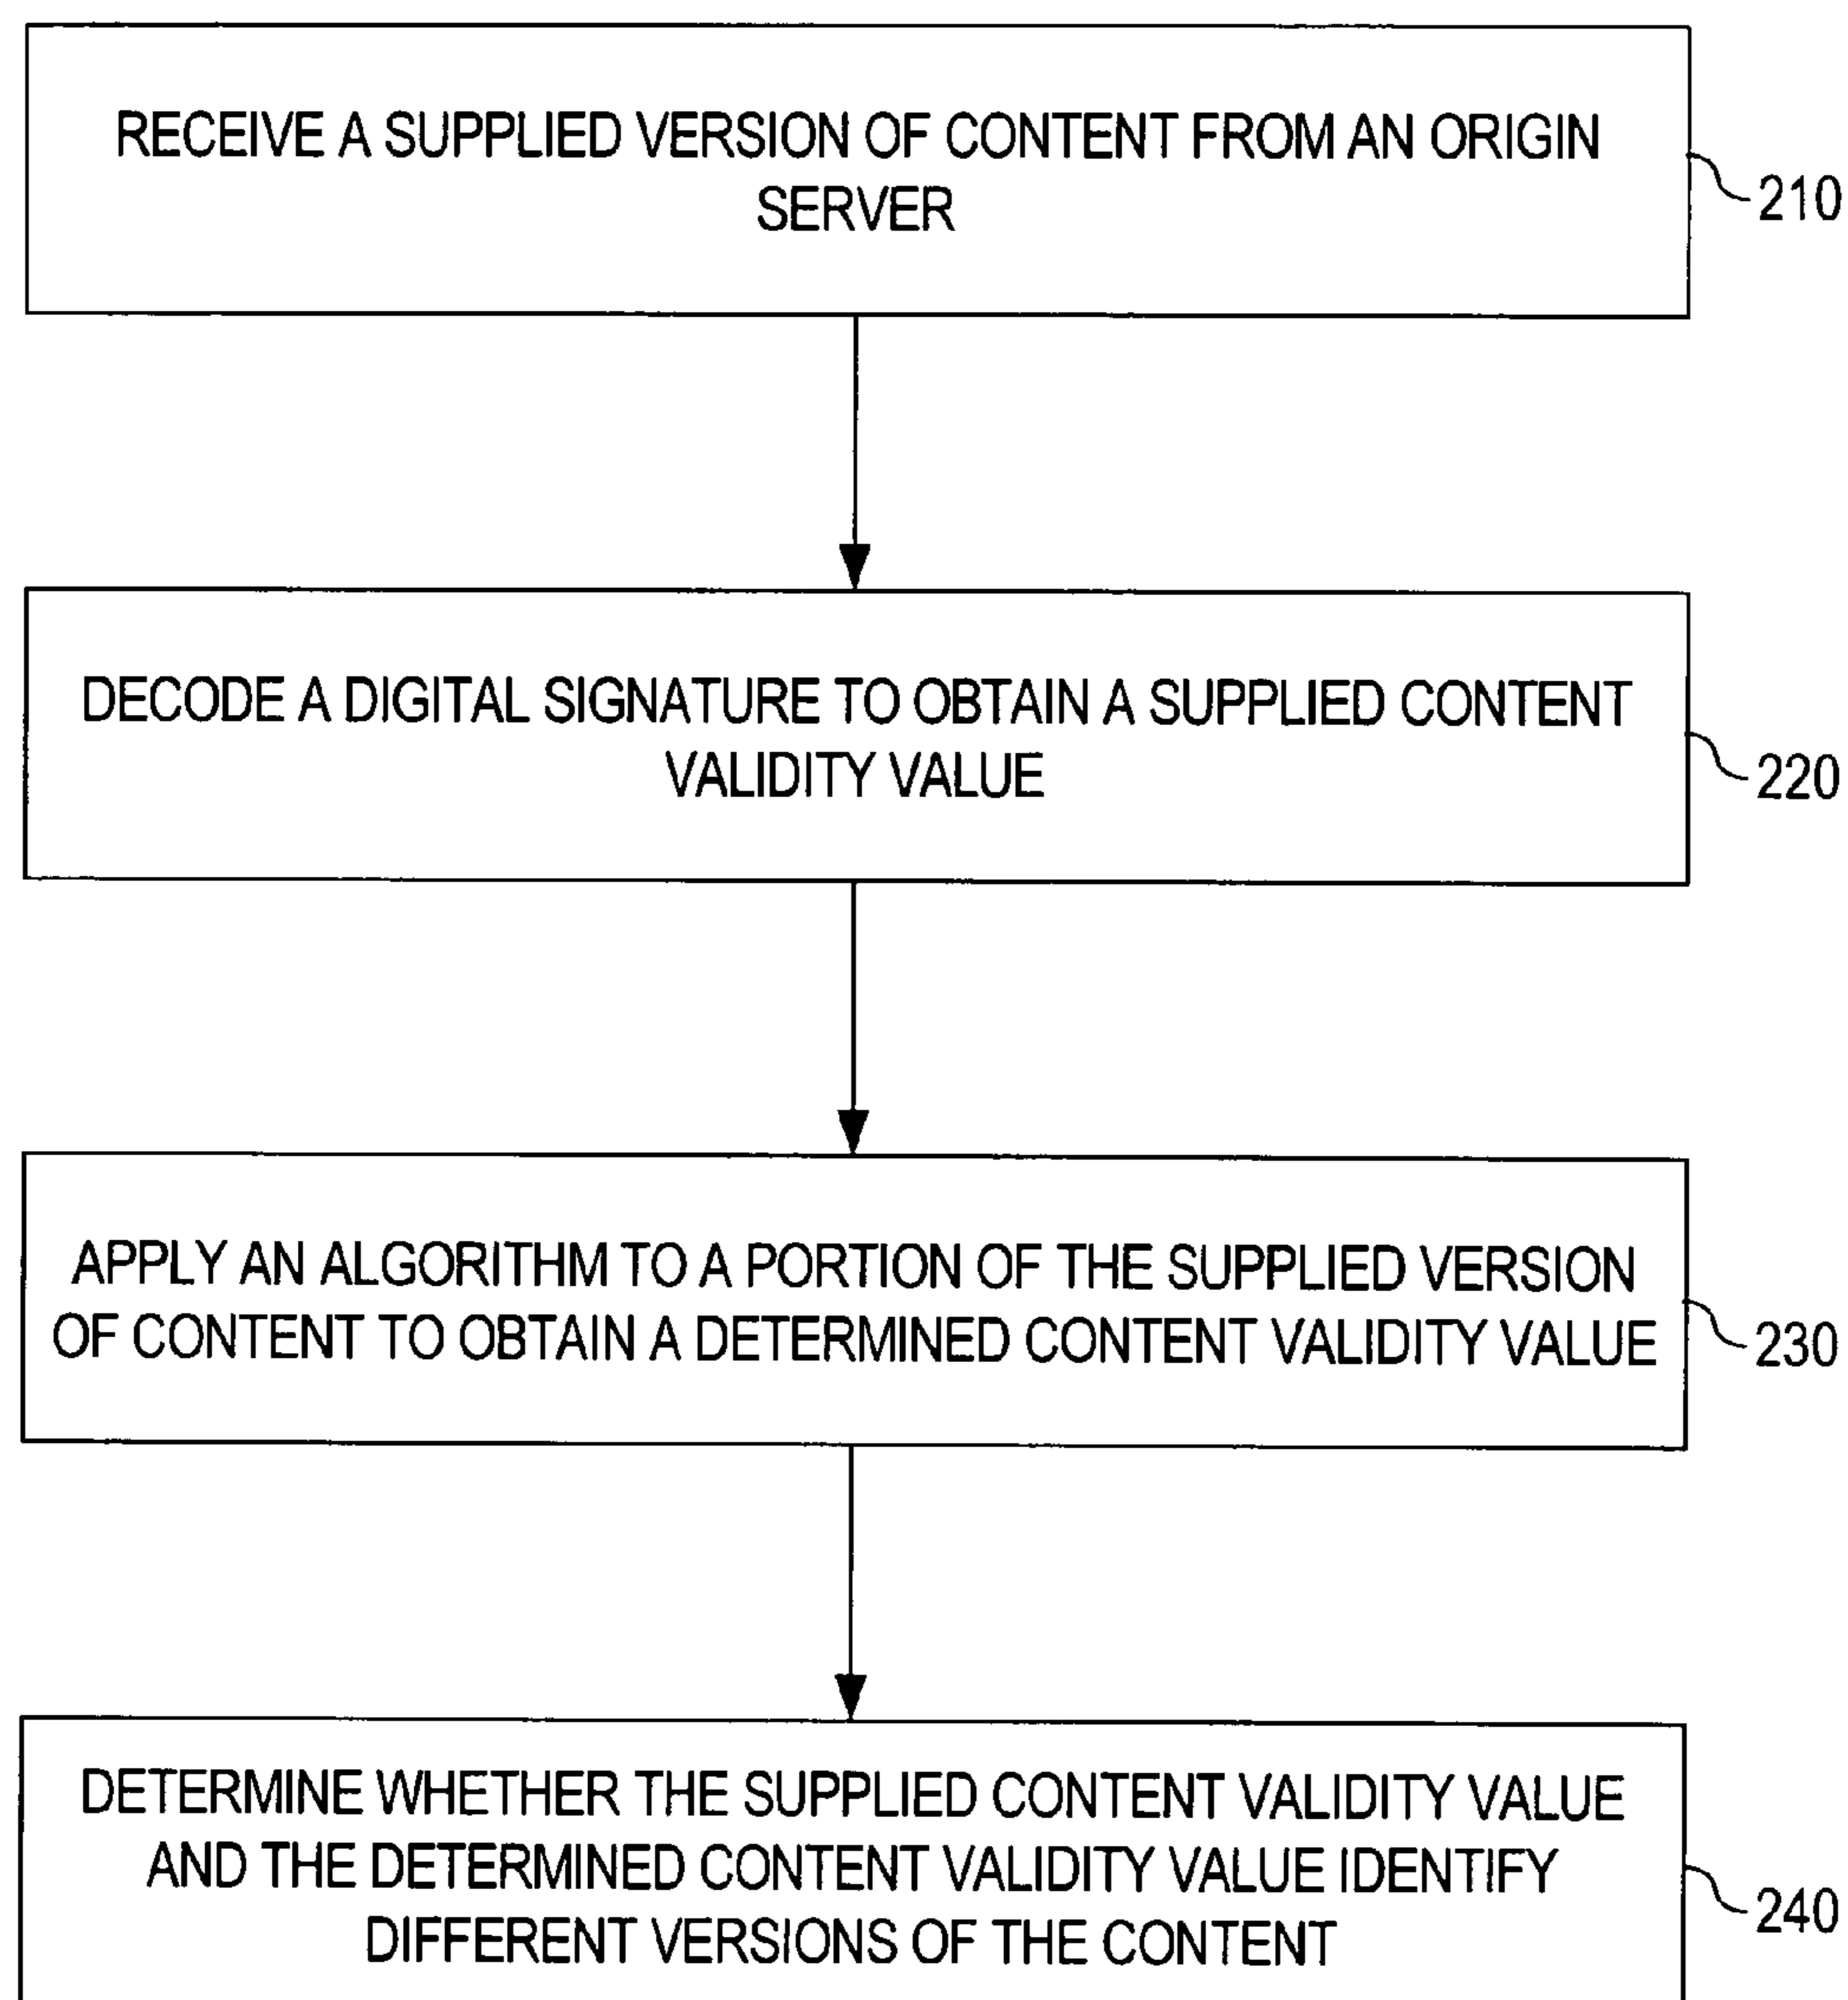 RECEIVE A SUPPLIED VERSION OF CONTENT FROM AN ORIGIN
SERVER
210
DECODE A DIGITAL SIGNATURE TO OBTAIN A SUPPLIED CONTENT
VALIDITY VALUE
220
APPLY AN ALGORITHM TO A PORTION OF THE SUPPLIED VERSION
OF CONTENT TO OBTAIN A DETERMINED CONTENT VALIDITY VALUE
230
DETERMINE WHETHER THE SUPPLIED CONTENT VALIDITY VALUE
AND THE DETERMINED CONTENT VALIDITY VALUE IDENTIFY
DIFFERENT VERSIONS OF THE CONTENT
240